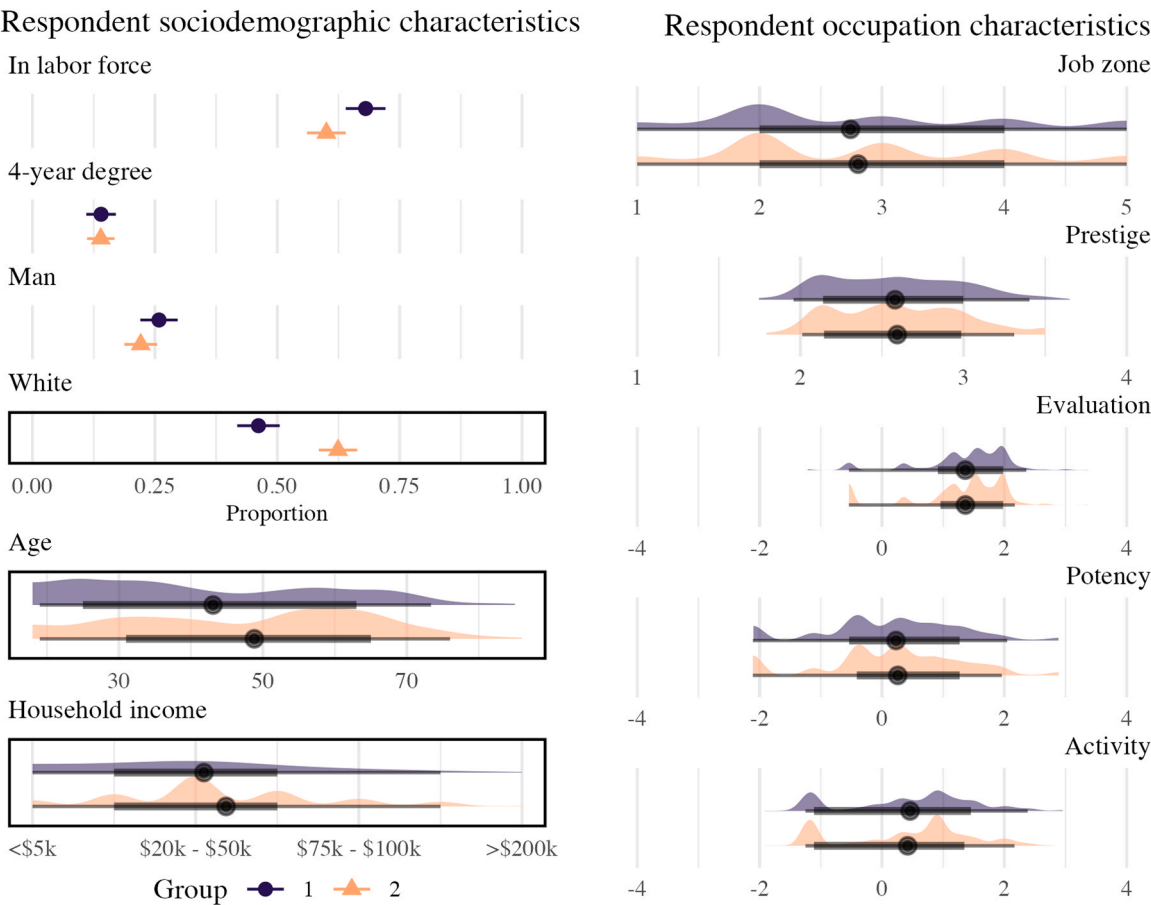 Respondent sociodemographic characteristics
In labor force
4-year degree
Man
White
0.00 0.25 0.50 0.75 1.00
Proportion
Age
30 50 70
Household income
<$5k $20k - $50k $75k - $100k >$200k
Group 1 2
Respondent occupation characteristics
Job zone
1 2 3 4 5
Prestige
1 2 3 4
Evaluation
-4 -2 0 2 4
Potency
-4 -2 0 2 4
Activity
-4 -2 0 2 4